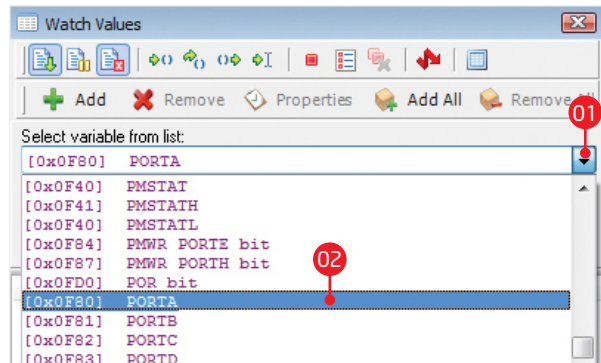 Watch Values
Add Remove Properties Add All Remove All
01
Select variable from list:
[0x0F80] PORTA
[0x0F40] PMSTAT
[0x0F41] PMSTATH
[0x0F40] PMSTATL
[0x0F84] PMWR PORTE bit
[0x0F87] PMWR PORTH bit
02
[0x0FD0] POR bit
[0x0F80] PORTA
[0x0F81] PORTB
[0x0F82] PORTC
[0x0F83] PORTD